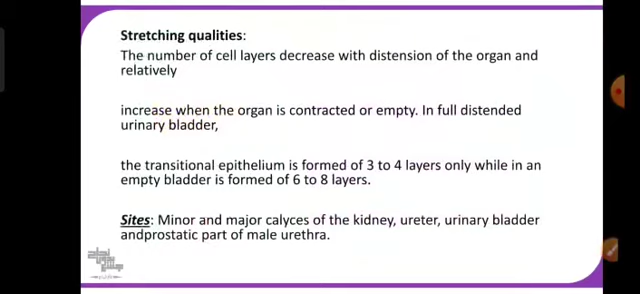 Stretching qualities:
The number of cell layers decrease with distension of the organ and
relatively
increase when the organ is contracted or empty. In full distended
urinary bladder,
the transitional epithelium is formed of 3 to 4 layers only while in an
empty bladder is formed of 6 to 8 layers.
Sites: Minor and major calyces of the kidney, ureter, urinary bladder
andprostatic part of male urethra.